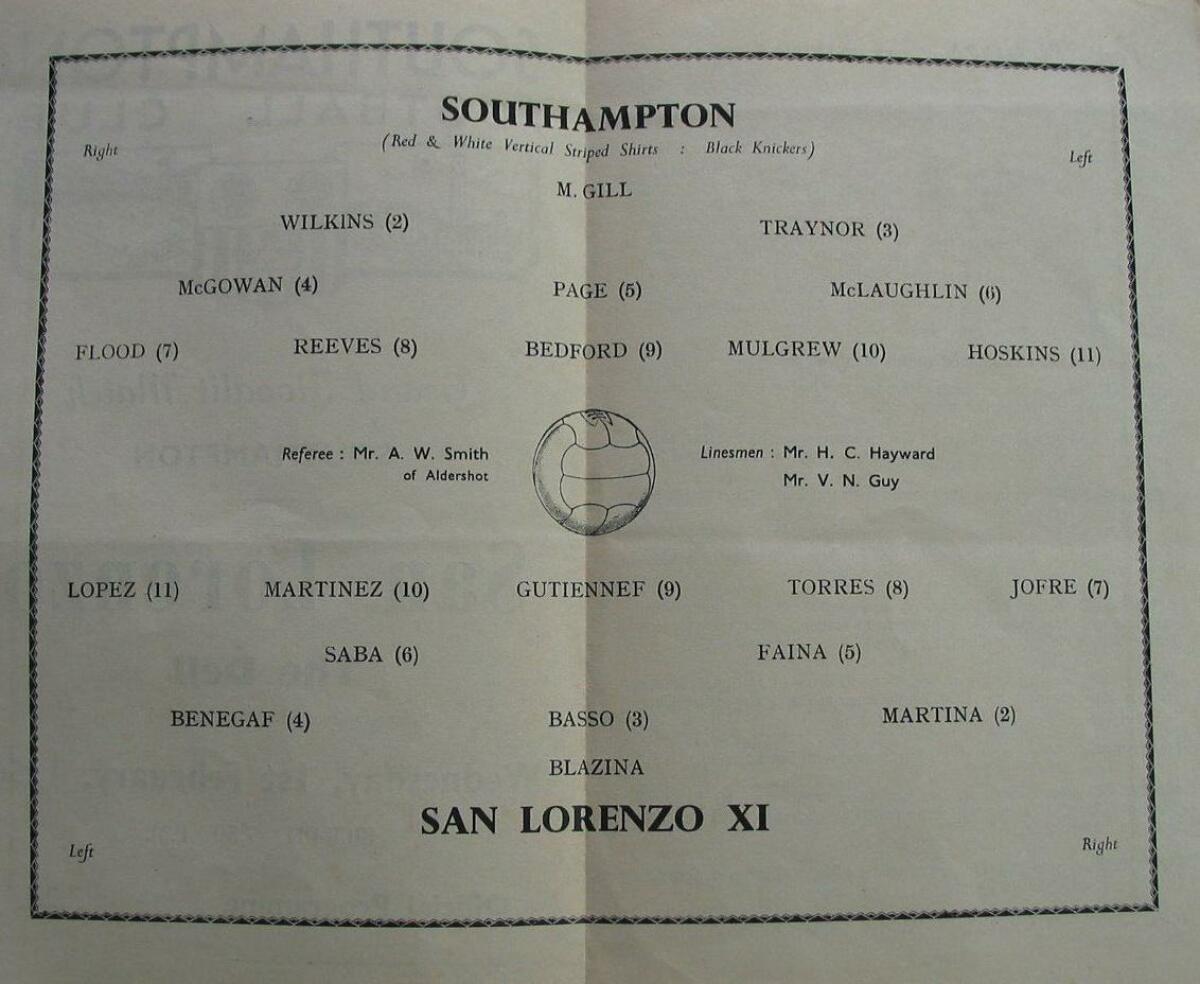 SOUTHAMPTON
(Red & White Vertical Striped Shirts : Black Knickers)
Right
Left
M. GILL
WILKINS (2) TRAYNOR (3)
McGOWAN (4) PAGE (5) McLAUGHLIN (6)
FLOOD (7) REEVES (8) BEDFORD (9) MULGREW (10) HOSKINS (11)
Referee : Mr. A. W. Smith
of Aldershot
Linesmen : Mr. H. C. Hayward
Mr. V. N. Guy
LOPEZ (11) MARTINEZ (10) GUTIENNEF (9) TORRES (8) JOFRE (7)
SABA (6) FAINA (5)
BENEGAF (4) BASSO (3) MARTINA (2)
BLAZINA
SAN LORENZO XI
Left
Right